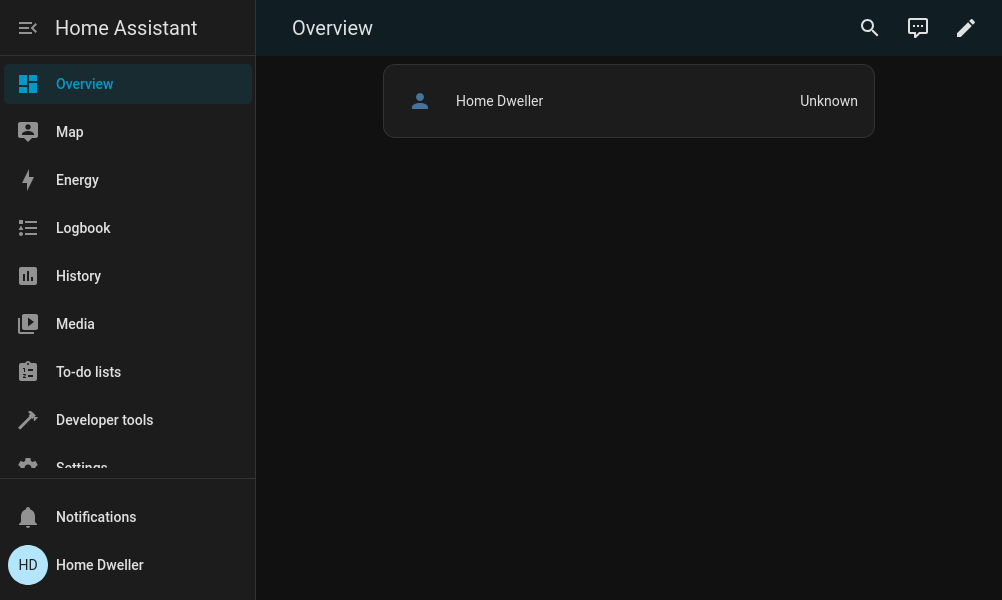 Home Assistant
Overview
Overview
Map
Energy
Logbook
History
Media
To-do lists
Developer tools
Settings
Notifications
HD Home Dweller
Home Dweller Unknown